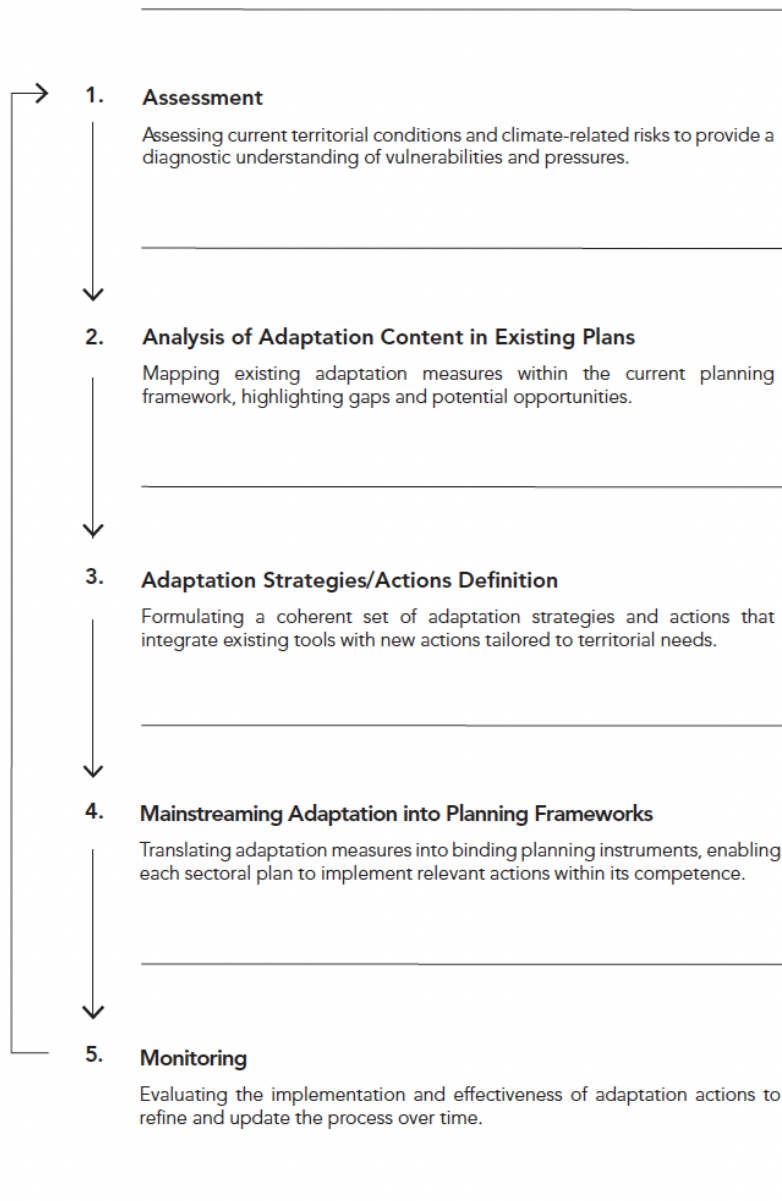 1. Assessment
Assessing current territorial conditions and climate-related risks to provide a
diagnostic understanding of vulnerabilities and pressures.
2. Analysis of Adaptation Content in Existing Plans
Mapping existing adaptation measures within the current planning
framework, highlighting gaps and potential opportunities.
3. Adaptation Strategies/Actions Definition
Formulating a coherent set of adaptation strategies and actions that
integrate existing tools with new actions tailored to territorial needs.
4. Mainstreaming Adaptation into Planning Frameworks
Translating adaptation measures into binding planning instruments, enabling
each sectoral plan to implement relevant actions within its competence.
5. Monitoring
Evaluating the implementation and effectiveness of adaptation actions to
refine and update the process over time.